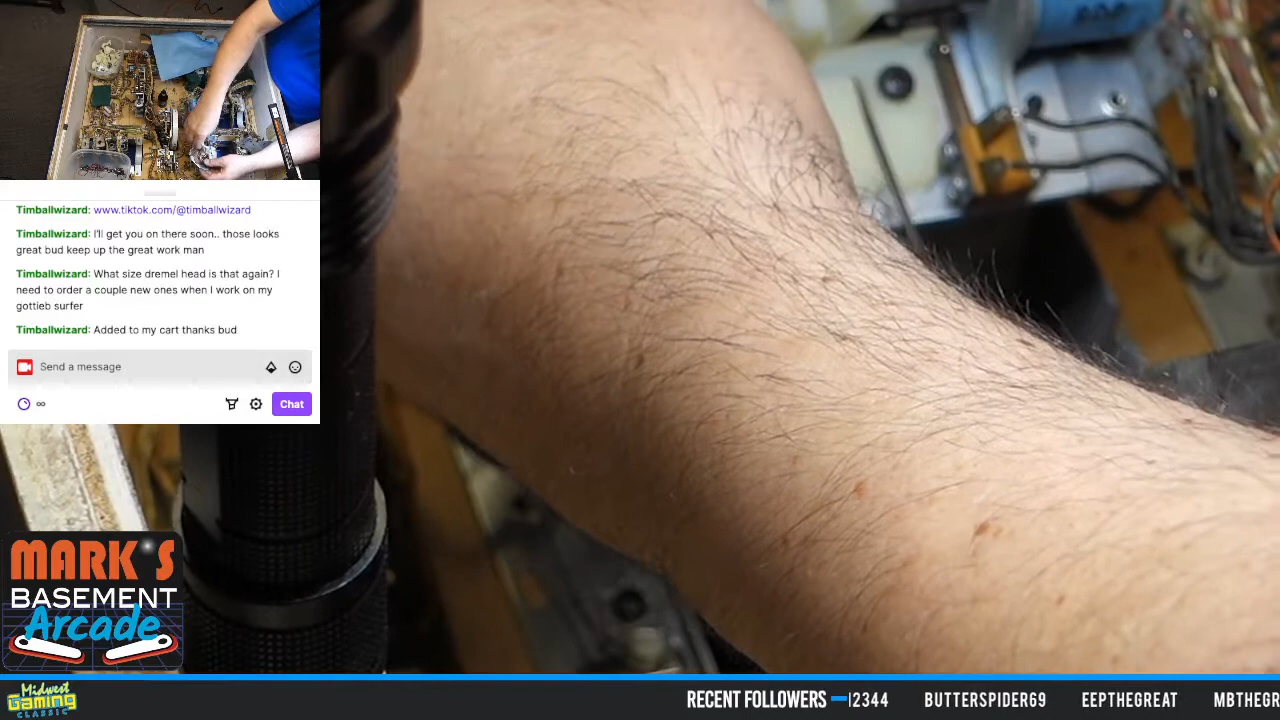 Timballwizard: www.tiktok.com/@timballwizard
Timballwizard: I'll get you on there soon.. those looks
great bud keep up the great work man
Timballwizard: What size dremel head is that again? I
need to order a couple new ones when I work on my
gottieb surfer
Timballwizard: Added to my cart thanks bud
Send a message
Chat
MARK'S
BASEMENT
Arcade
Midwest
Gaming
CLASSIC
RECENT FOLLOWERS 12344 BUTTERSPIDER69 EEPTHEGREAT MBTHEGR